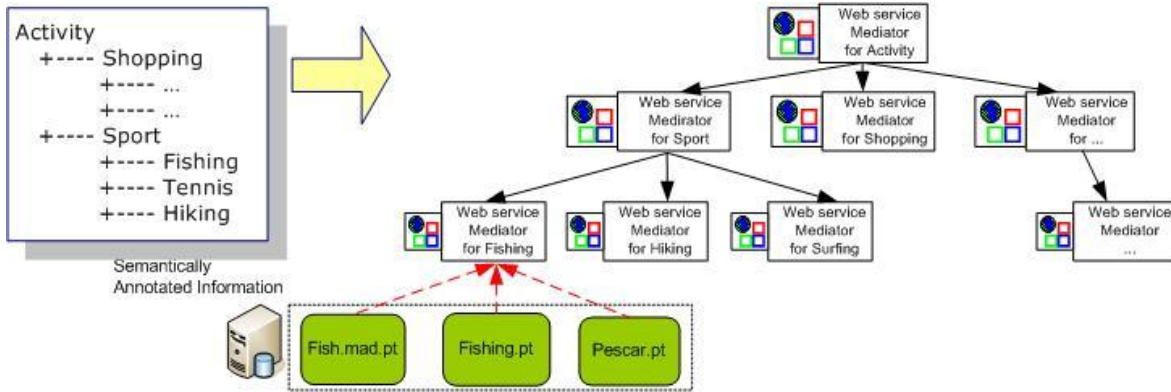 Activity
+---- Shopping
+---- ...
+---- ...
+---- Sport
+---- Fishing
+---- Tennis
+---- Hiking
Semantically
Annotated Information
Web service
Mediator
for Activity
Web service
Medirator
for Sport
Web service
Mediator
for Shopping
Web service
Mediator
for ...
Web service
Mediator
for Fishing
Web service
Mediator
for Hiking
Web service
Mediator
for Surfing
Web service
Mediator
...
Fish.mad.pt
Fishing.pt
Pescar.pt